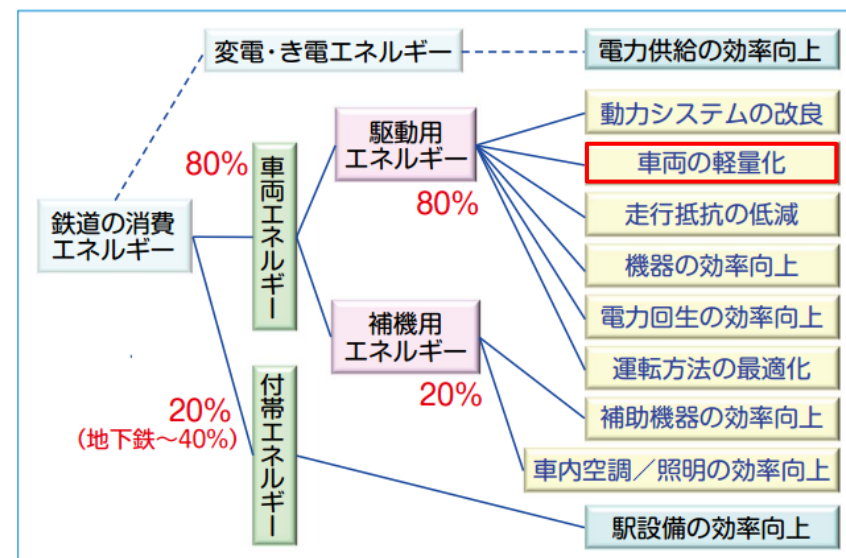 変電・き電エネルギー
電力供給の効率向上
動力システムの改良
駆動用
エネルギー
80%
車両の軽量化
80%
車両エネルギー
走行抵抗の低減
鉄道の消費
エネルギー
機器の効率向上
補機用
エネルギー
20%
電力回生の効率向上
運転方法の最適化
20%
(地下鉄~40%)
付帯エネルギー
補助機器の効率向上
車内空調/照明の効率向上
駅設備の効率向上